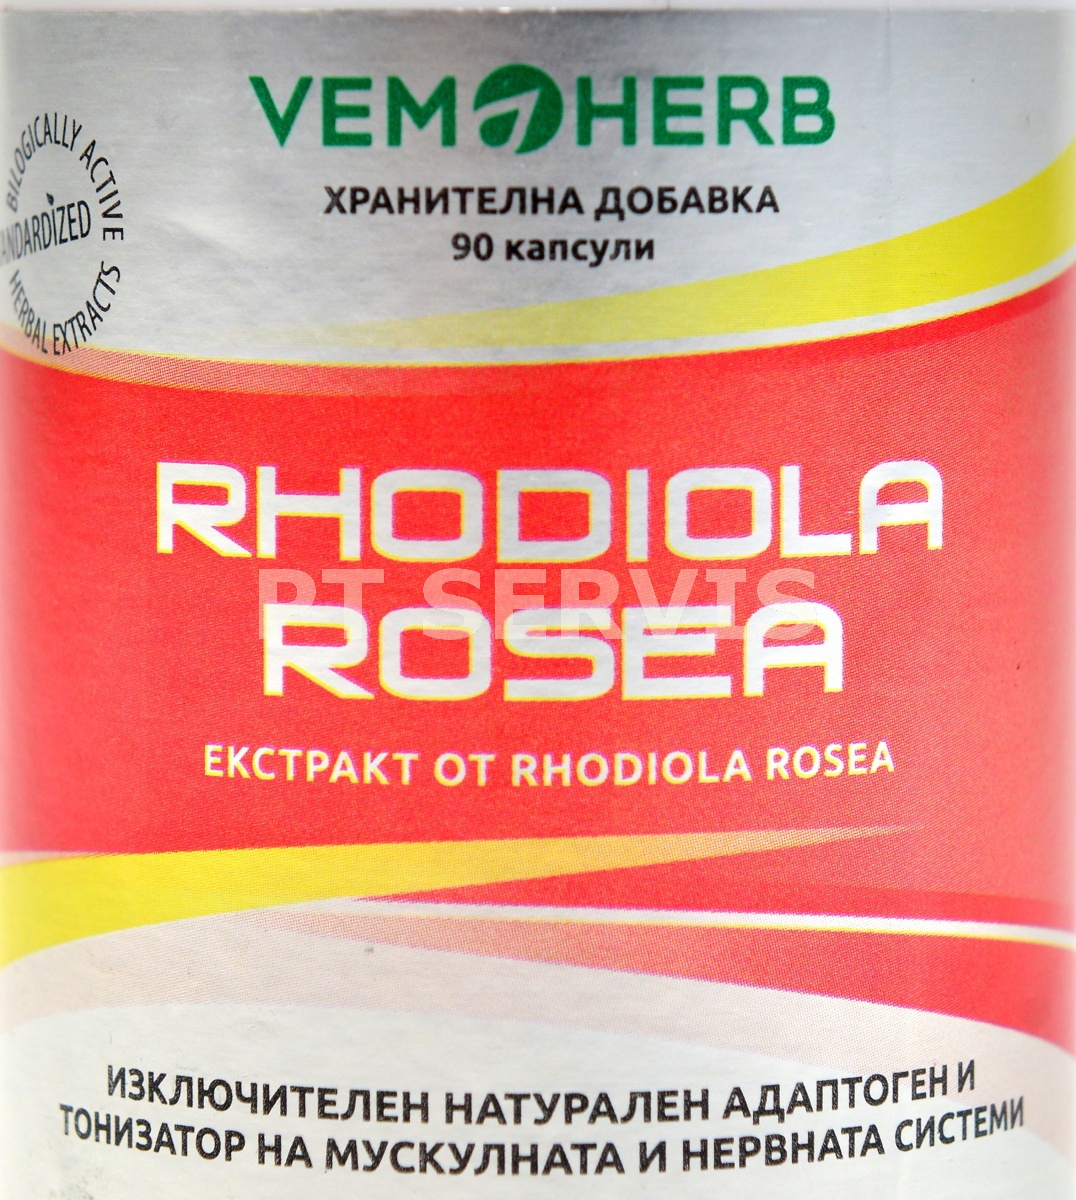 VEMOHERB
ХРАНИТЕЛНА ДОБАВКА
90 капсули
BILOGICALLY ACTIVE
HERBAL EXTRACTS
RHODIOLA
ROSEA
PT SERVIS
ЕКСТРАКТ ОТ RHODIOLA ROSEA
ИЗКЛЮЧИТЕЛЕН НАТУРАЛЕН АДАПТОГЕН И
ТОНИЗАТОР НА МУСКУЛНАТА И НЕРВНАТА СИСТЕМИ